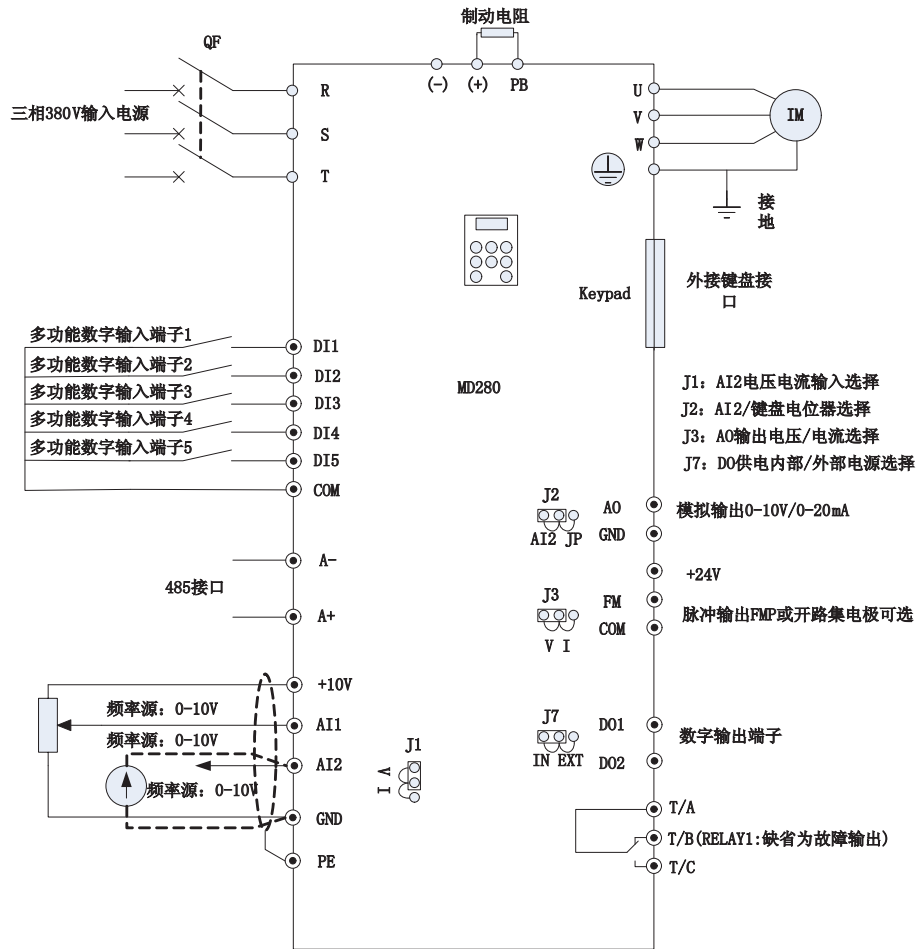 制动电阻
QF
(-) (+) PB
三相380V输入电源
R
S
T
U
V
W
IM
接
地
Keypad
外接键盘接
口
多功能数字输入端子1
DI1
多功能数字输入端子2
DI2
多功能数字输入端子3
DI3
多功能数字输入端子4
DI4
多功能数字输入端子5
DI5
COM
MD280
J1: AI2电压电流输入选择
J2: AI2/键盘电位器选择
J3: AO输出电压/电流选择
J7: DO供电内部/外部电源选择
J2
AI2 JP
AO
GND
模拟输出0-10V/0-20mA
485接口
A-
A+
+24V
J3
V I
FM
COM
脉冲输出FMP或开路集电极可选
+10V
频率源: 0-10V
AI1
频率源: 0-10V
AI2
频率源: 0-10V
GND
PE
J1
V
I
J7
IN EXT
DO1
DO2
数字输出端子
T/A
T/B(RELAY1:缺省为故障输出)
T/C